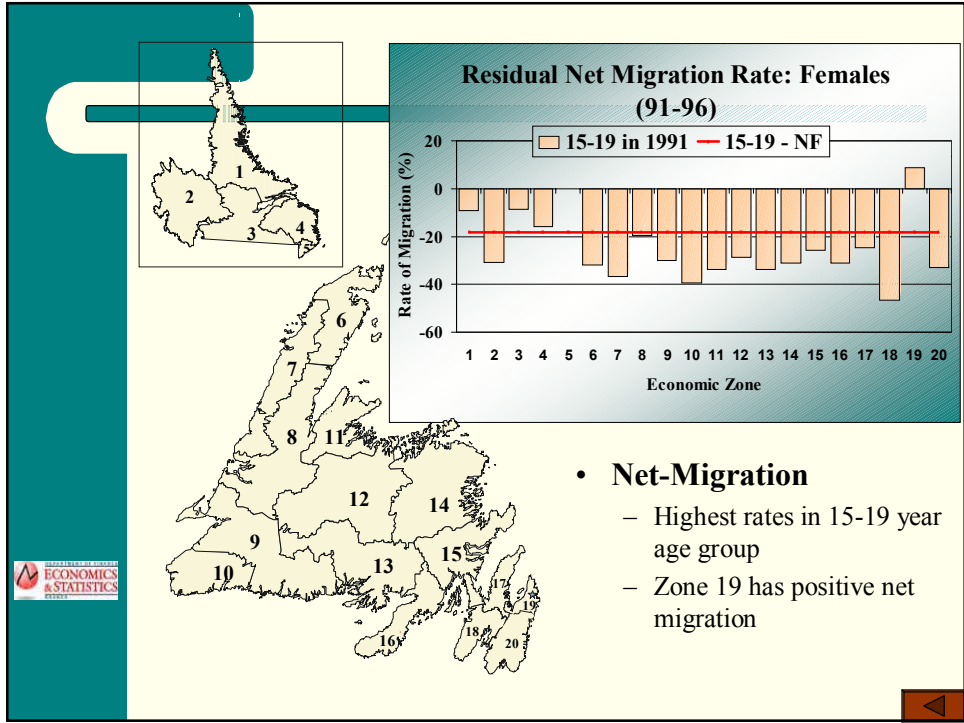 Residual Net Migration Rate: Females
(91-96)
15-19 in 1991 15-19 - NF
Rate of Migration (%)
20
0
-20
-40
-60
1 2 3 4 5 6 7 8 9 10 11 12 13 14 15 16 17 18 19 20
Economic Zone
1
2
3
4
5
6
7
8
11
12
14
9
10
13
15
17
19
18
16
20
• Net-Migration
– Highest rates in 15-19 year
age group
– Zone 19 has positive net
migration
ECONOMICS
& STATISTICS